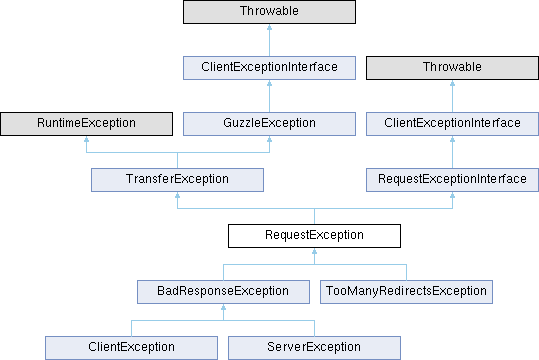 Throwable
ClientExceptionInterface
Throwable
RuntimeException
GuzzleException
ClientExceptionInterface
TransferException
RequestExceptionInterface
RequestException
BadResponseException
TooManyRedirectsException
ClientException
ServerException